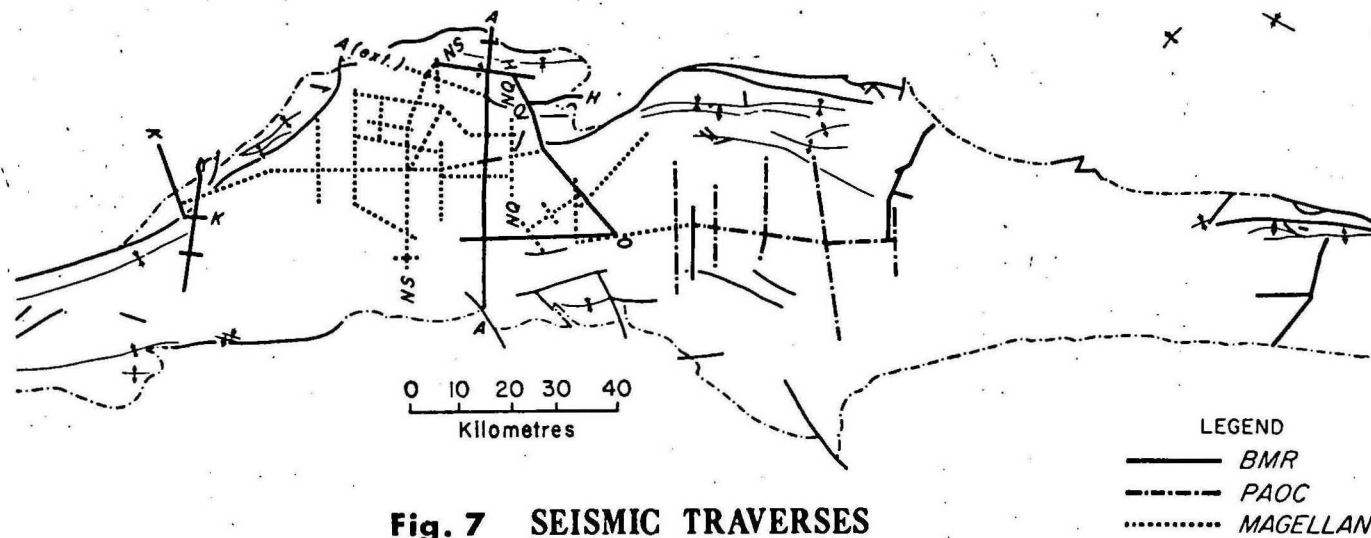 A
A (ext.)
NS
H
NQ
O
H
K
J
K
NQ
O
NS
A
0 10 20 30 40
Kilometres
LEGEND
BMR
PAOC
MAGELLAN
Fig. 7 SEISMIC TRAVERSES